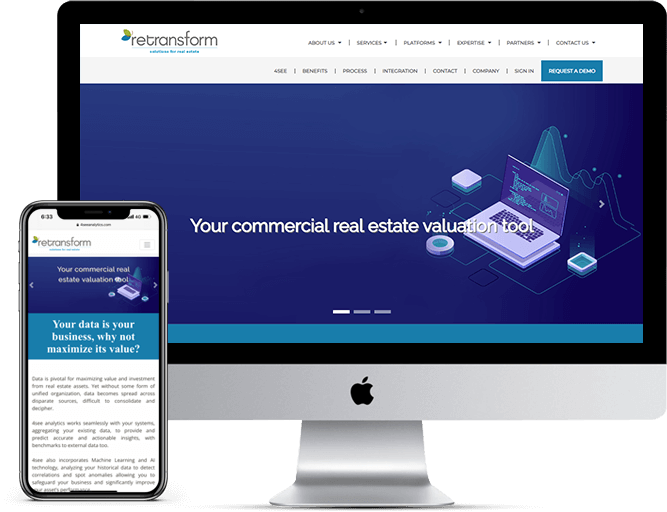 retransform
solutions for real estate
ABOUT US | SERVICES | PLATFORMS | EXPERTISE | PARTNERS | CONTACT US
4SEE | BENEFITS | PROCESS | INTEGRATION | CONTACT | COMPANY | SIGN IN REQUEST A DEMO
Your commercial real estate valuation tool
6:33 4G
4seeanalytics.com
retransform
solutions for real estate
Your commercial real
estate valuation tool
Your data is your
business, why not
maximize its value?
Data is pivotal for maximizing value and investment
from real estate assets. Yet without some form of
unified organization, data becomes spread across
disparate sources, difficult to consolidate and
decipher.
4see analytics works seamlessly with your systems,
aggregating your existing data, to provide and
predict accurate and actionable insights, with
benchmarks to external data too.
4see also incorporates Machine Learning and AI
technology, analyzing your historical data to detect
correlations and spot anomalies allowing you to
safeguard your business and significantly improve
your asset's performance.